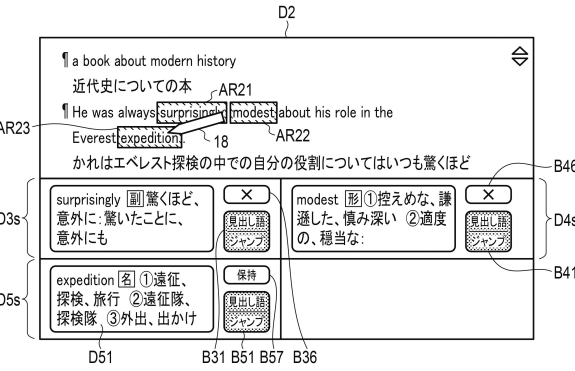 D2
¶ a book about modern history
近代史についての本
AR21
¶ He was always surprisingly modest about his role in the
AR23
18
AR22
Everest expedition.
かれはエベレスト探検の中での自分の役割についてはいつも驚くほど
B46
D3s
surprisingly 副 驚くほど、
意外に: 驚いたことに、
意外にも
×
見出し語
ジャンプ
modest 形 ①控えめな、謙
遜した、慎み深い ②適度
の、穏当な:
×
見出し語
ジャンプ
D4s
B41
D5s
expedition 名 ①遠征、
探検、旅行 ②遠征隊、
探検隊 ③外出、出かけ
保持
見出し語
ジャンプ
D51
B31
B51
B57
B36